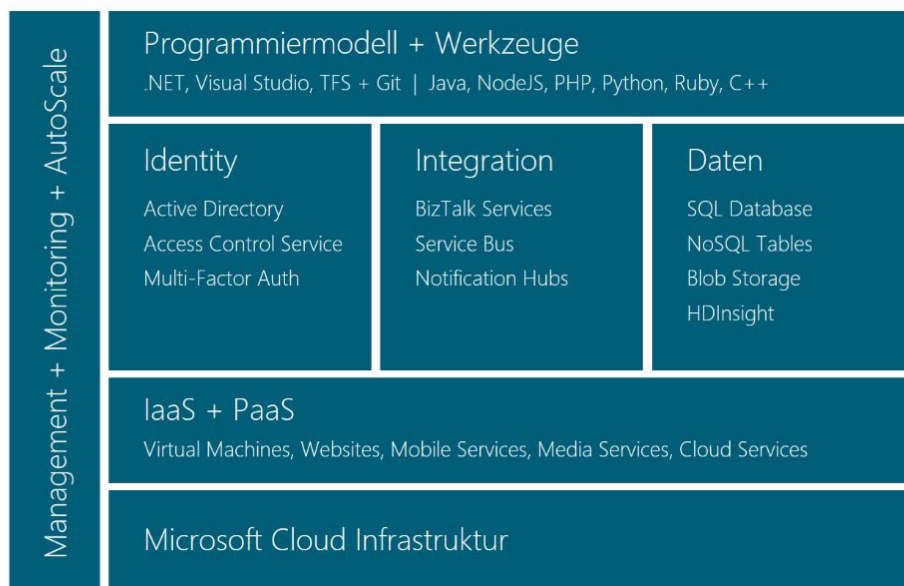 Management + Monitoring + AutoScale
Programmiermodell + Werkzeuge
.NET, Visual Studio, TFS + Git | Java, NodeJS, PHP, Python, Ruby, C++
Identity
Active Directory
Access Control Service
Multi-Factor Auth
Integration
BizTalk Services
Service Bus
Notification Hubs
Daten
SQL Database
NoSQL Tables
Blob Storage
HDInsight
IaaS + PaaS
Virtual Machines, Websites, Mobile Services, Media Services, Cloud Services
Microsoft Cloud Infrastruktur